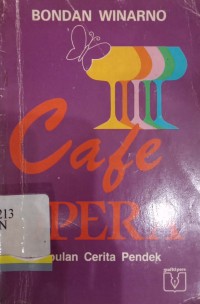 BONDAN WINARNO
Cafe
213
N
PERA
pulan Cerita Pendek